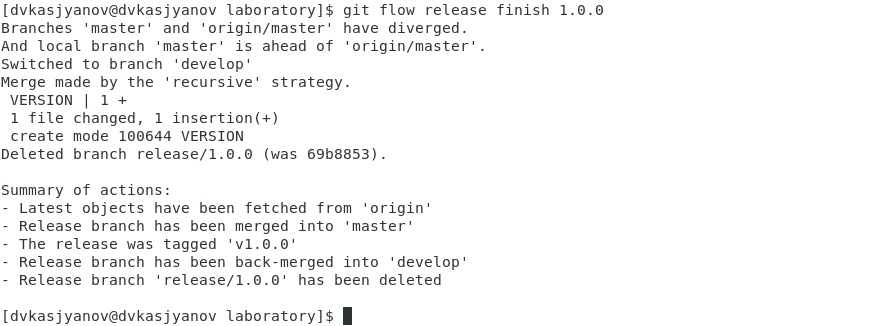 [dvkasjyanov@dvkasjyanov laboratory]$ git flow release finish 1.0.0
Branches 'master' and 'origin/master' have diverged.
And local branch 'master' is ahead of 'origin/master'.
Switched to branch 'develop'
Merge made by the 'recursive' strategy.
 VERSION | 1 +
 1 file changed, 1 insertion(+)
 create mode 100644 VERSION
Deleted branch release/1.0.0 (was 69b8853).

Summary of actions:
- Latest objects have been fetched from 'origin'
- Release branch has been merged into 'master'
- The release was tagged 'v1.0.0'
- Release branch has been back-merged into 'develop'
- Release branch 'release/1.0.0' has been deleted

[dvkasjyanov@dvkasjyanov laboratory]$